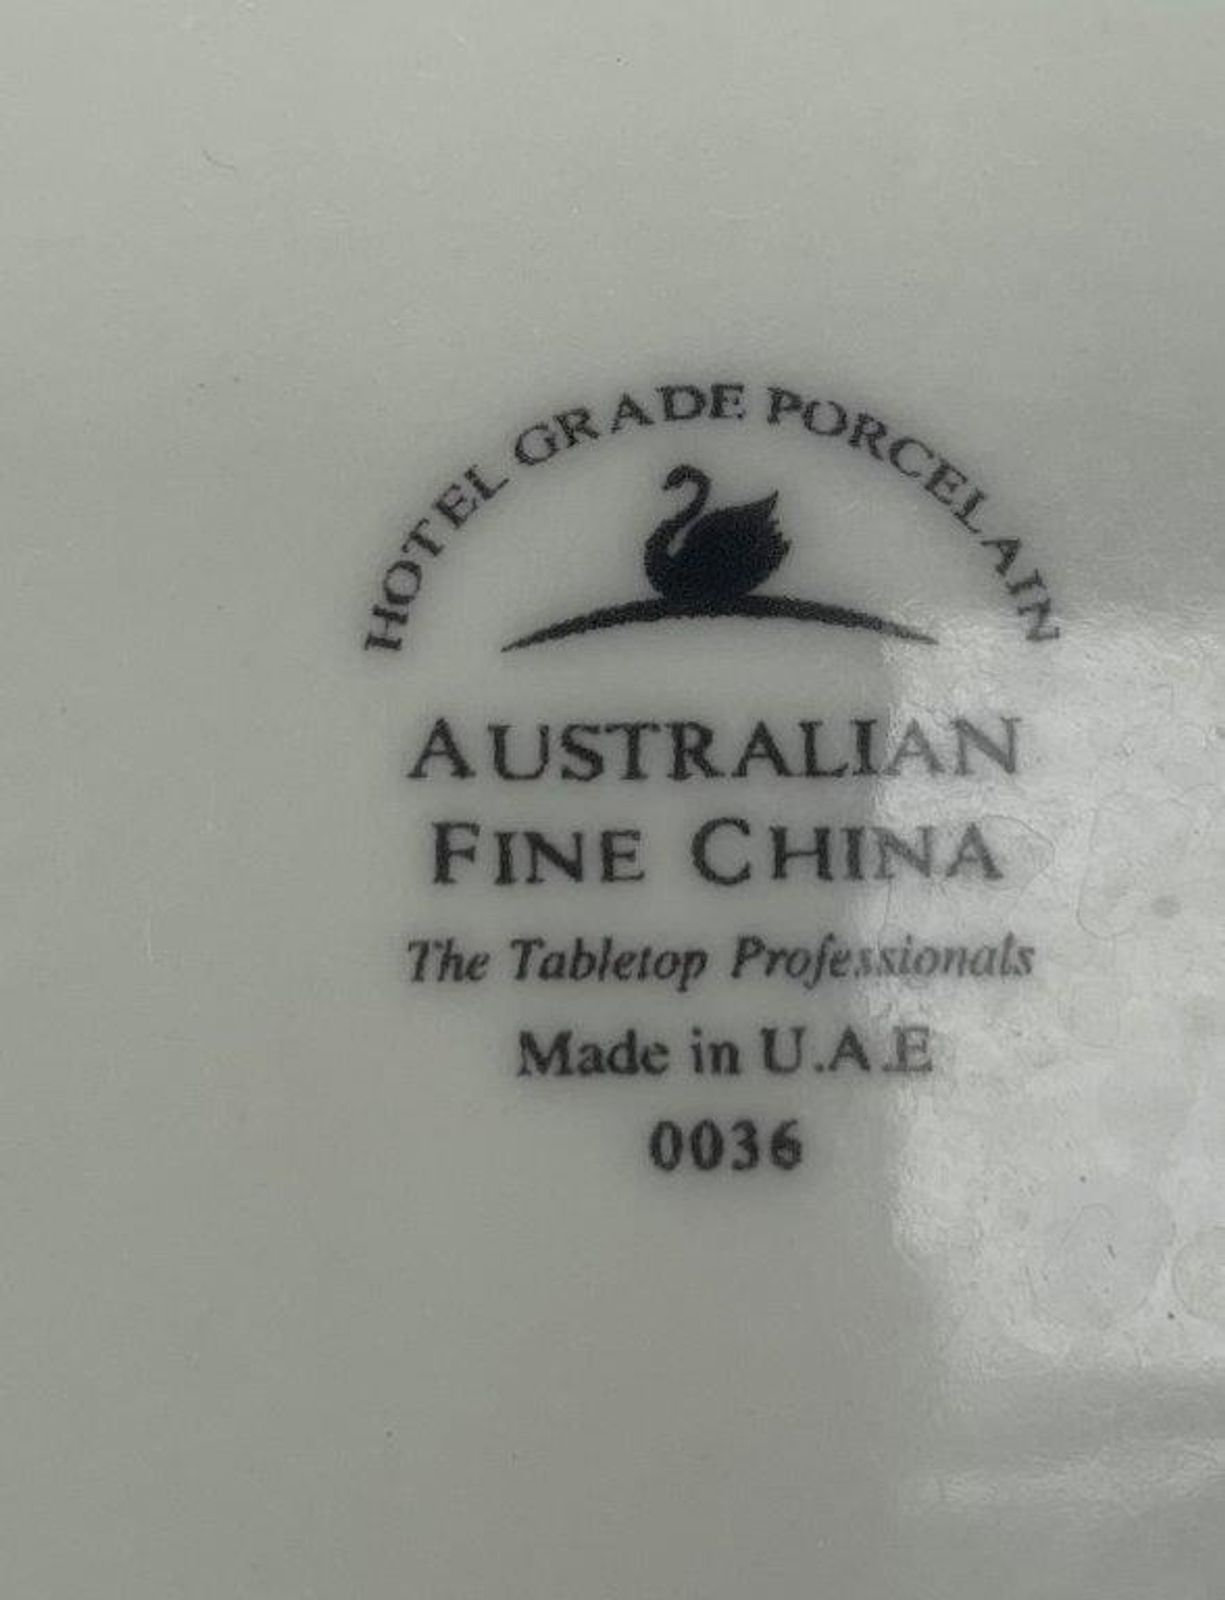 HOTEL GRADE PORCELAIN
AUSTRALIAN
FINE CHINA
The Tabletop Professionals
Made in U.A.E
0036